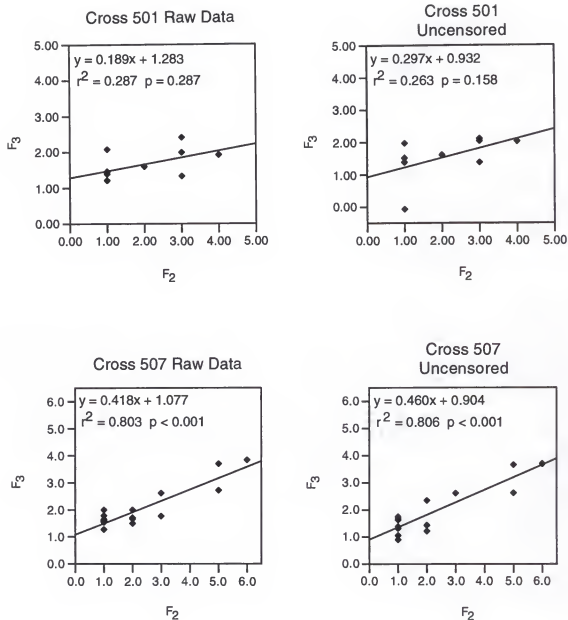 Cross 501 Raw Data
y = 0.189x + 1.283
r2 = 0.287 p = 0.287
5.00
4.00
3.00
2.00
1.00
0.00
F3
0.00 1.00 2.00 3.00 4.00 5.00
F2
Cross 501
Uncensored
y = 0.297x + 0.932
r2 = 0.263 p = 0.158
5.00
4.00
3.00
2.00
1.00
0.00
F3
0.00 1.00 2.00 3.00 4.00 5.00
F2
Cross 507 Raw Data
y = 0.418x + 1.077
r2 = 0.803 p < 0.001
6.0
5.0
4.0
3.0
2.0
1.0
0.0
F3
0.0 1.0 2.0 3.0 4.0 5.0 6.0
F2
Cross 507
Uncensored
y = 0.460x + 0.904
r2 = 0.806 p < 0.001
6.0
5.0
4.0
3.0
2.0
1.0
0.0
F3
0.0 1.0 2.0 3.0 4.0 5.0 6.0
F2